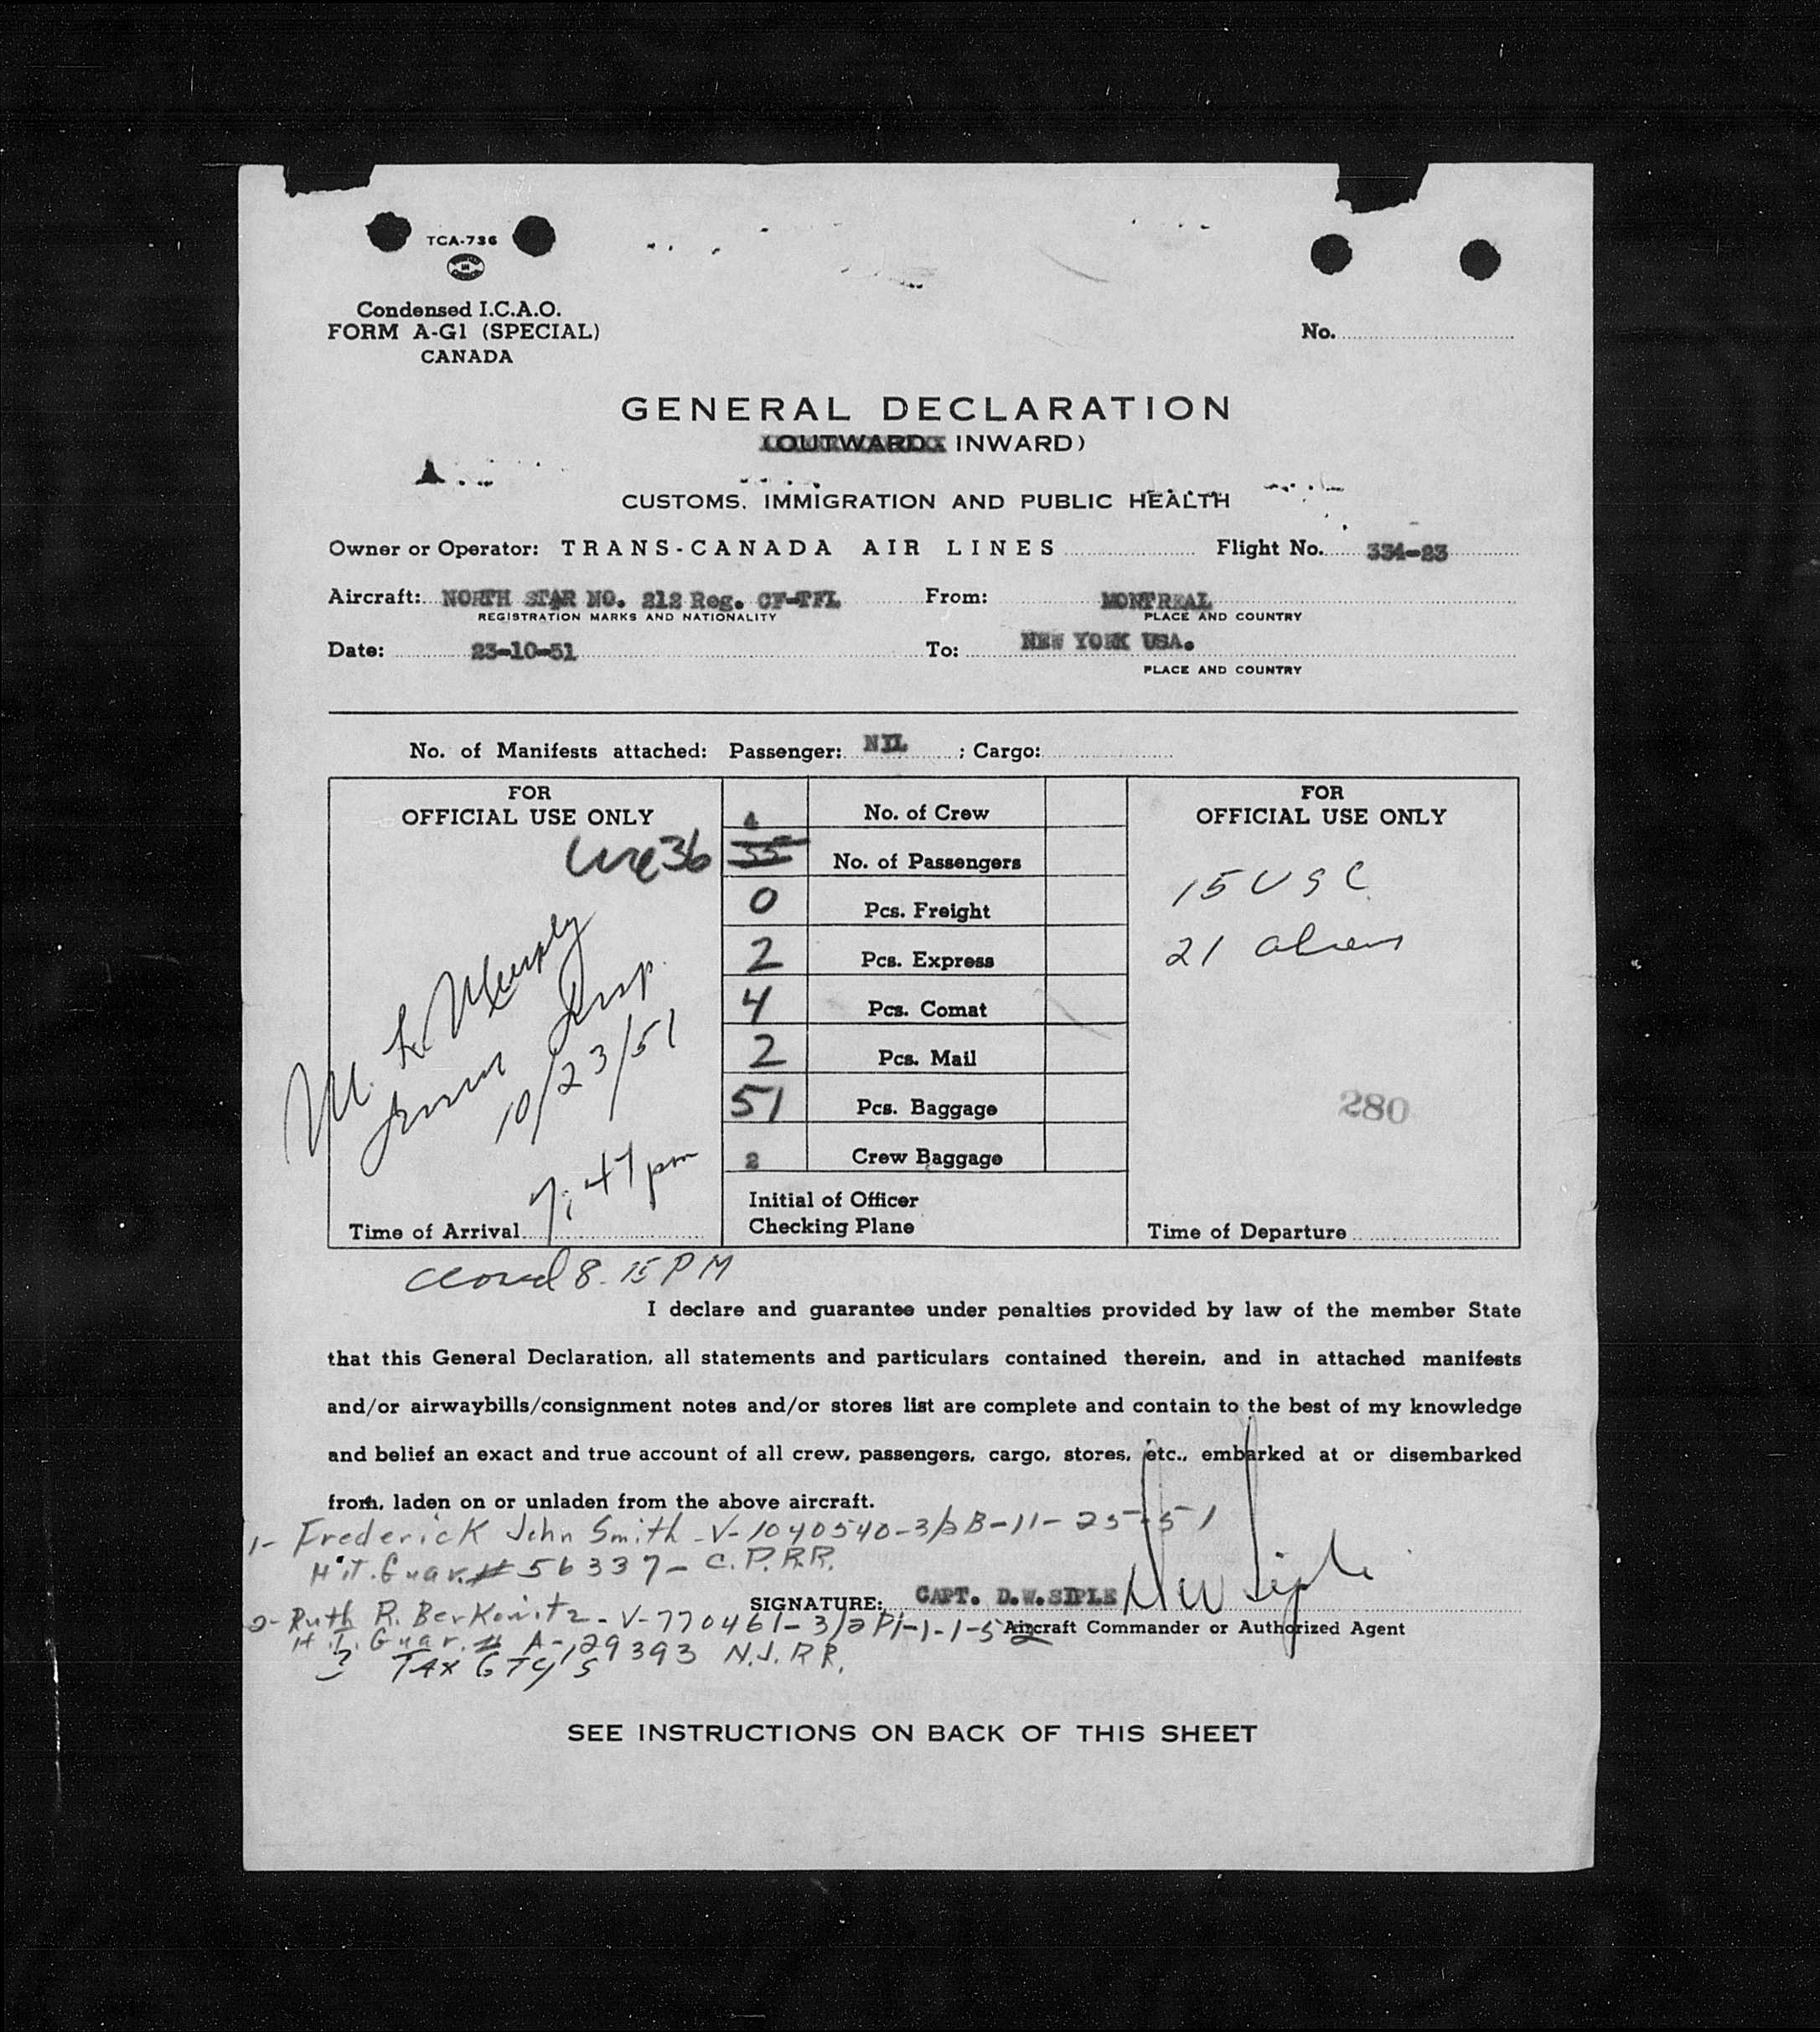 TCA-736
Condensed I.C.A.O.
FORM A-G1 (SPECIAL)
CANADA
No.
GENERAL DECLARATION
(OUTWARD INWARD)
CUSTOMS, IMMIGRATION AND PUBLIC HEALTH
Owner or Operator: TRANS-CANADA AIR LINES Flight No. 334-23
Aircraft: NORTH STAR NO. 212 Reg. CF-TFL From: MONTREAL
REGISTRATION MARKS AND NATIONALITY PLACE AND COUNTRY
Date: 23-10-51 To: NEW YORK USA.
PLACE AND COUNTRY
No. of Manifests attached: Passenger: NIL ; Cargo:
FOR
OFFICIAL USE ONLY
36
M. L. Murphy
Imm Insp.
10/23/51
7:47 pm
Time of Arrival
4 No. of Crew
55 No. of Passengers
0 Pcs. Freight
2 Pcs. Express
4 Pcs. Comat
2 Pcs. Mail
51 Pcs. Baggage
2 Crew Baggage
Initial of Officer
Checking Plane
FOR
OFFICIAL USE ONLY
15 USC
21 aliens
280
Time of Departure
8.15 PM
I declare and guarantee under penalties provided by law of the member State
that this General Declaration, all statements and particulars contained therein, and in attached manifests
and/or airwaybills/consignment notes and/or stores list are complete and contain to the best of my knowledge
and belief an exact and true account of all crew, passengers, cargo, stores, etc., embarked at or disembarked
from, laden on or unladen from the above aircraft.
1- Frederick John Smith - V-1040540-3/2B-11-25-51
H.T. Guar. # 56337 - C.P.R.R.
SIGNATURE: CAPT. D.W.SIPLE DW Siple
2- Ruth R. Berkowitz - V-770461-3/2 P1-1-1-52
Aircraft Commander or Authorized Agent
H.T. Guar. # A-129393 N.J.R.R.
3 TAX GTYS
SEE INSTRUCTIONS ON BACK OF THIS SHEET